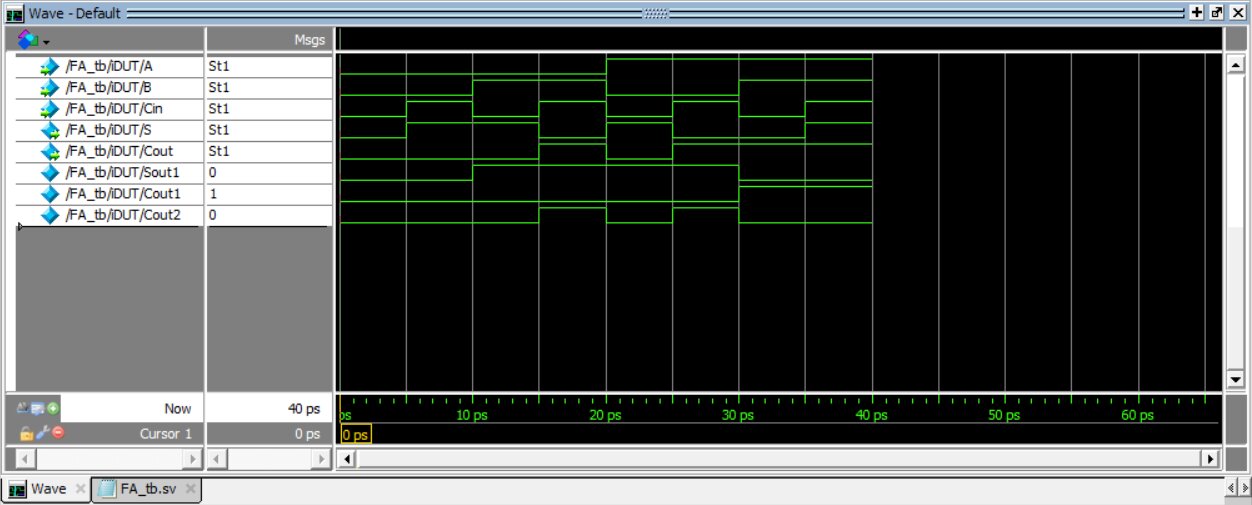 Wave - Default
Msgs
/FA_tb/iDUT/A St1
/FA_tb/iDUT/B St1
/FA_tb/iDUT/Cin St1
/FA_tb/iDUT/S St1
/FA_tb/iDUT/Cout St1
/FA_tb/iDUT/Sout1 0
/FA_tb/iDUT/Cout1 1
/FA_tb/iDUT/Cout2 0
Now 40 ps ps 10 ps 20 ps 30 ps 40 ps 50 ps 60 ps
Cursor 1 0 ps 0 ps
Wave FA_tb.sv